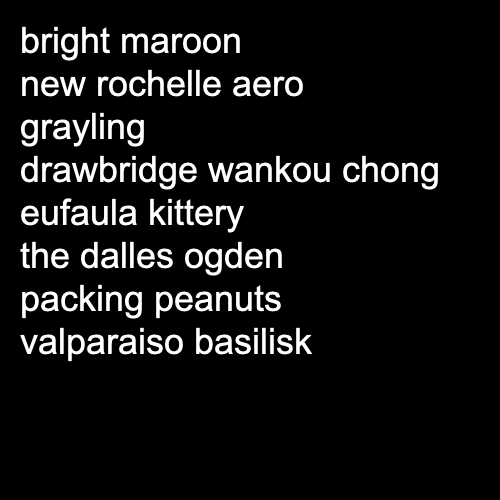 bright maroon
new rochelle aero
grayling
drawbridge wankou chong
eufaula kittery
the dalles ogden
packing peanuts
valparaiso basilisk